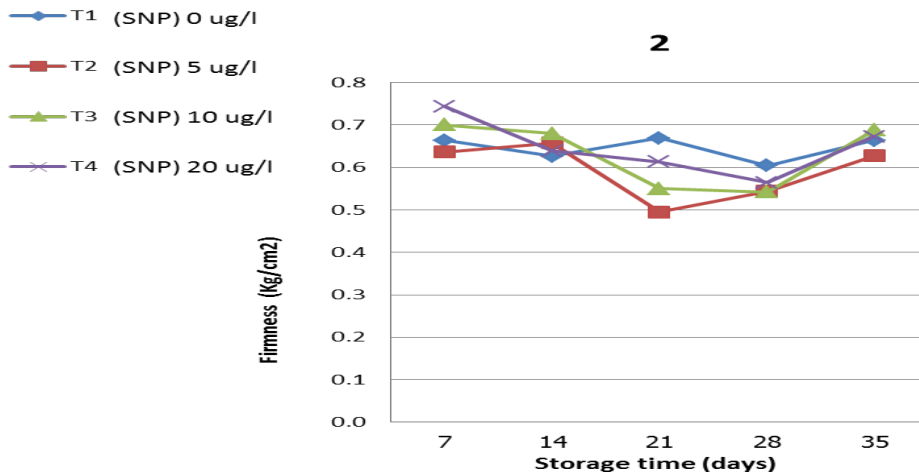 T1 (SNP) 0 ug/l
T2 (SNP) 5 ug/l
T3 (SNP) 10 ug/l
T4 (SNP) 20 ug/l
2
Firmness (Kg/cm2)
0.8
0.7
0.6
0.5
0.4
0.3
0.2
0.1
0.0
7 14 21 28 35
Storage time (days)